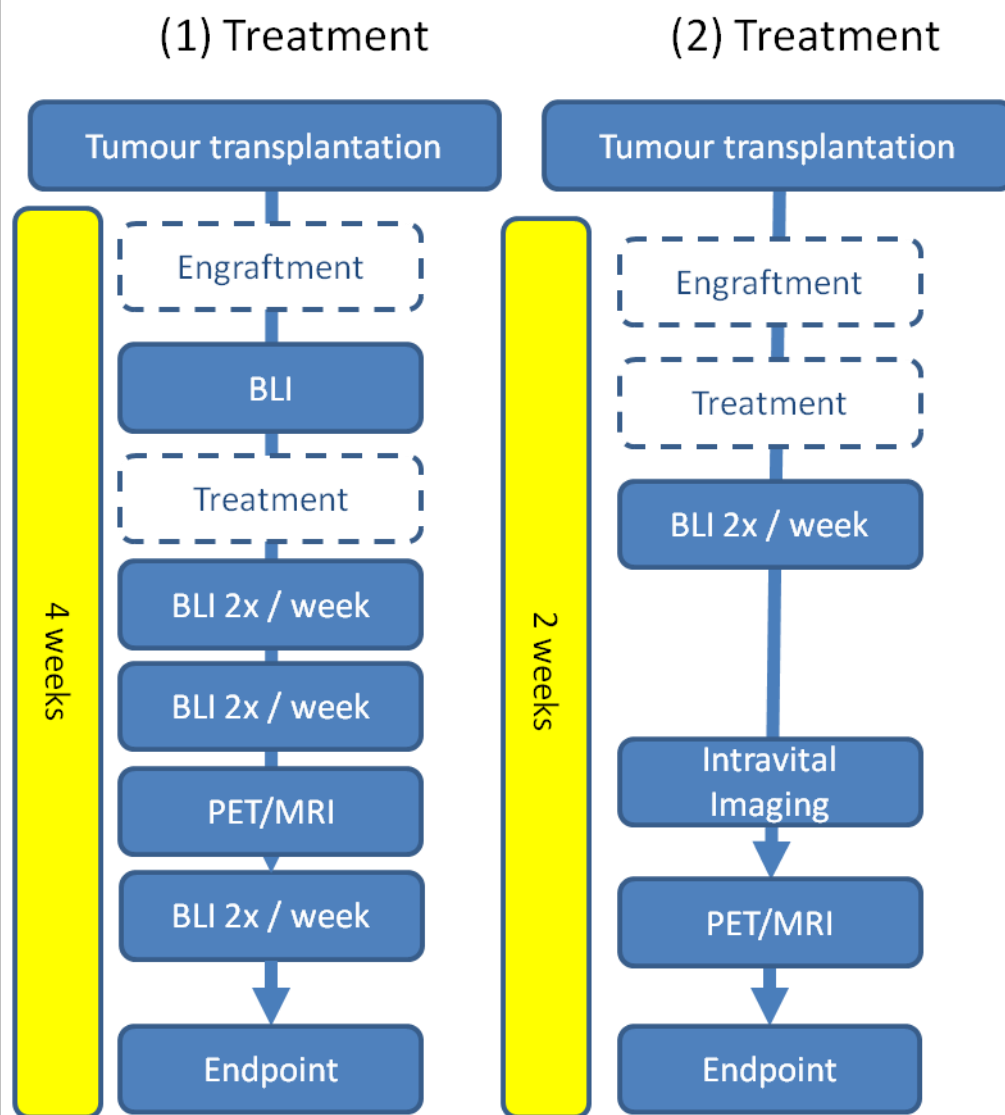 (1) Treatment
Tumour transplantation
4 weeks
Engraftment
BLI
Treatment
BLI 2x / week
BLI 2x / week
PET/MRI
BLI 2x / week
Endpoint
(2) Treatment
Tumour transplantation
2 weeks
Engraftment
Treatment
BLI 2x / week
Intravital
Imaging
PET/MRI
Endpoint